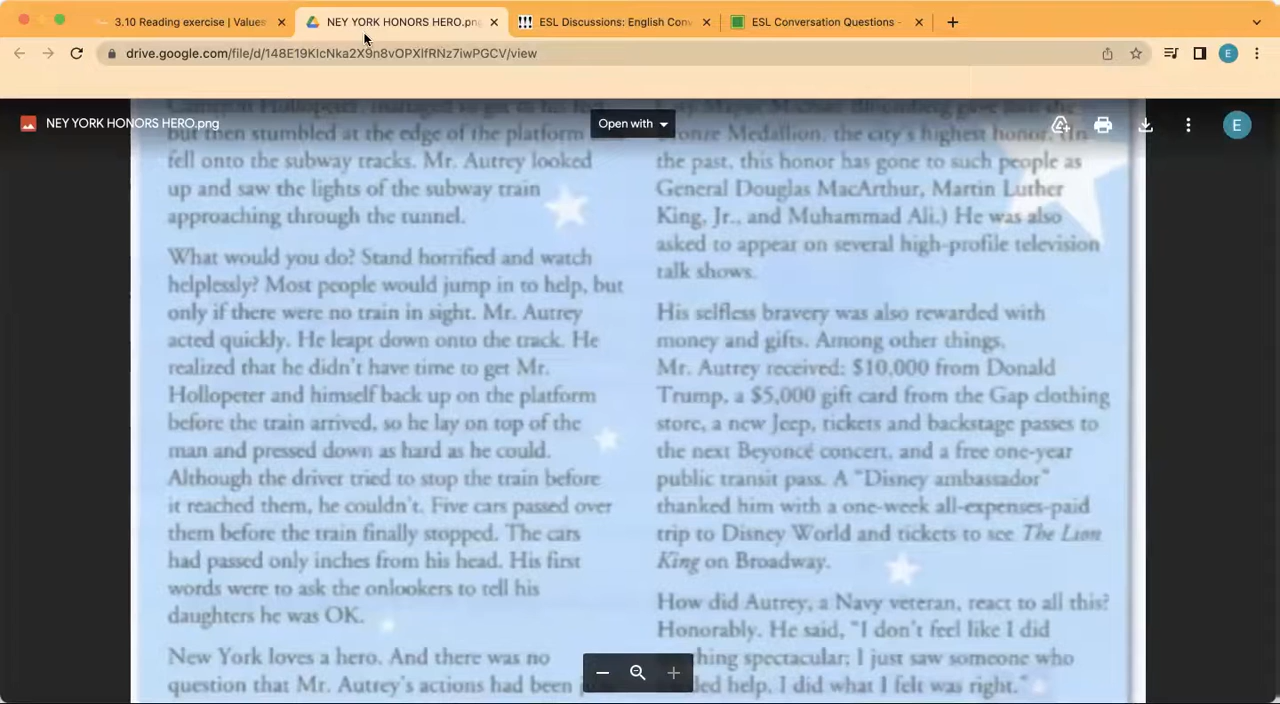 3.10 Reading exercise | Values
NEY YORK HONORS HERO.pn
ESL Discussions: English Conv
ESL Conversation Questions -
drive.google.com/file/d/148E19KlcNka2X9n8vOPXlfRNz7iwPGCV/view
E
NEY YORK HONORS HERO.png
Open with
E
Cameron Hollopeter, managed to get to his feet
but then stumbled at the edge of the platform
fell onto the subway tracks. Mr. Autrey looked
up and saw the lights of the subway train
approaching through the tunnel.
What would you do? Stand horrified and watch
helplessly? Most people would jump in to help, but
only if there were no train in sight. Mr. Autrey
acted quickly. He leapt down onto the track. He
realized that he didn't have time to get Mr.
Hollopeter and himself back up on the platform
before the train arrived, so he lay on top of the
man and pressed down as hard as he could.
Although the driver tried to stop the train before
it reached them, he couldn't. Five cars passed over
them before the train finally stopped. The cars
had passed only inches from his head. His first
words were to ask the onlookers to tell his
daughters he was OK.
New York loves a hero. And there was no
question that Mr. Autrey's actions had been
Bronze Medallion, the city's highest honor. (In
the past, this honor has gone to such people as
General Douglas MacArthur, Martin Luther
King, Jr., and Muhammad Ali.) He was also
asked to appear on several high-profile television
talk shows.
His selfless bravery was also rewarded with
money and gifts. Among other things,
Mr. Autrey received: $10,000 from Donald
Trump, a $5,000 gift card from the Gap clothing
store, a new Jeep, tickets and backstage passes to
the next Beyoncé concert, and a free one-year
public transit pass. A "Disney ambassador"
thanked him with a one-week all-expenses-paid
trip to Disney World and tickets to see The Lion
King on Broadway.
How did Autrey, a Navy veteran, react to all this?
Honorably. He said, "I don't feel like I did
thing spectacular; I just saw someone who
ded help. I did what I felt was right."